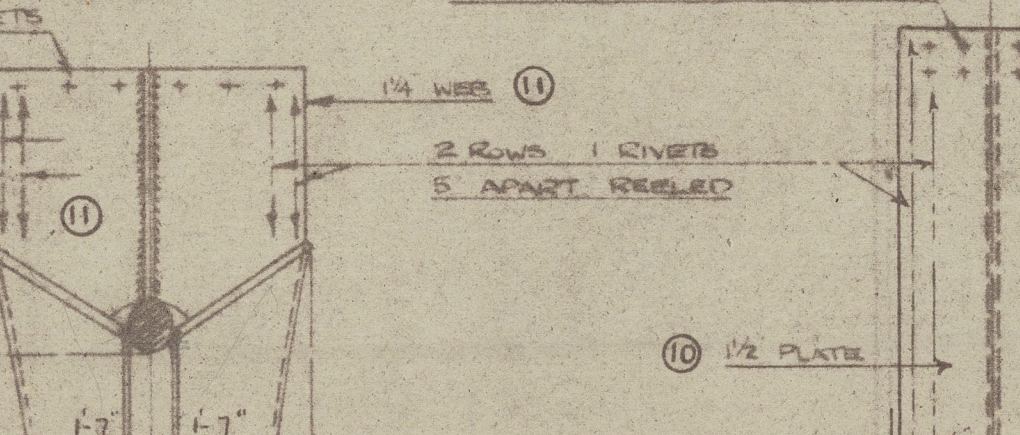 ETS
1¼ WEB 11
2 ROWS 1 RIVETS
5 APART REELED
11
10 1½ PLATE
1-7" 1-7"